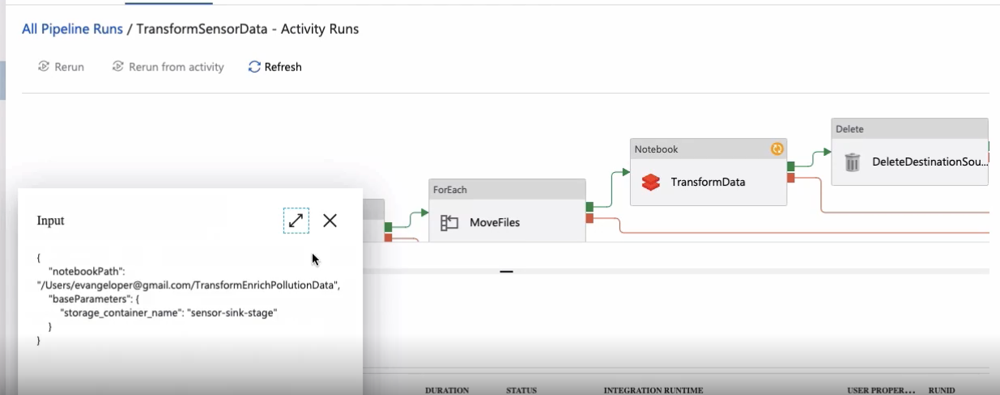 All Pipeline Runs / TransformSensorData - Activity Runs
Rerun Rerun from activity Refresh
Delete
DeleteDestinationSou...
Notebook
TransformData
ForEach
MoveFiles
Input
{
"notebookPath":
"/Users/evangeloper@gmail.com/TransformEnrichPollutionData",
"baseParameters": {
"storage_container_name": "sensor-sink-stage"
}
}
DURATION STATUS INTEGRATION RUNTIME USER PROPER... RUNID